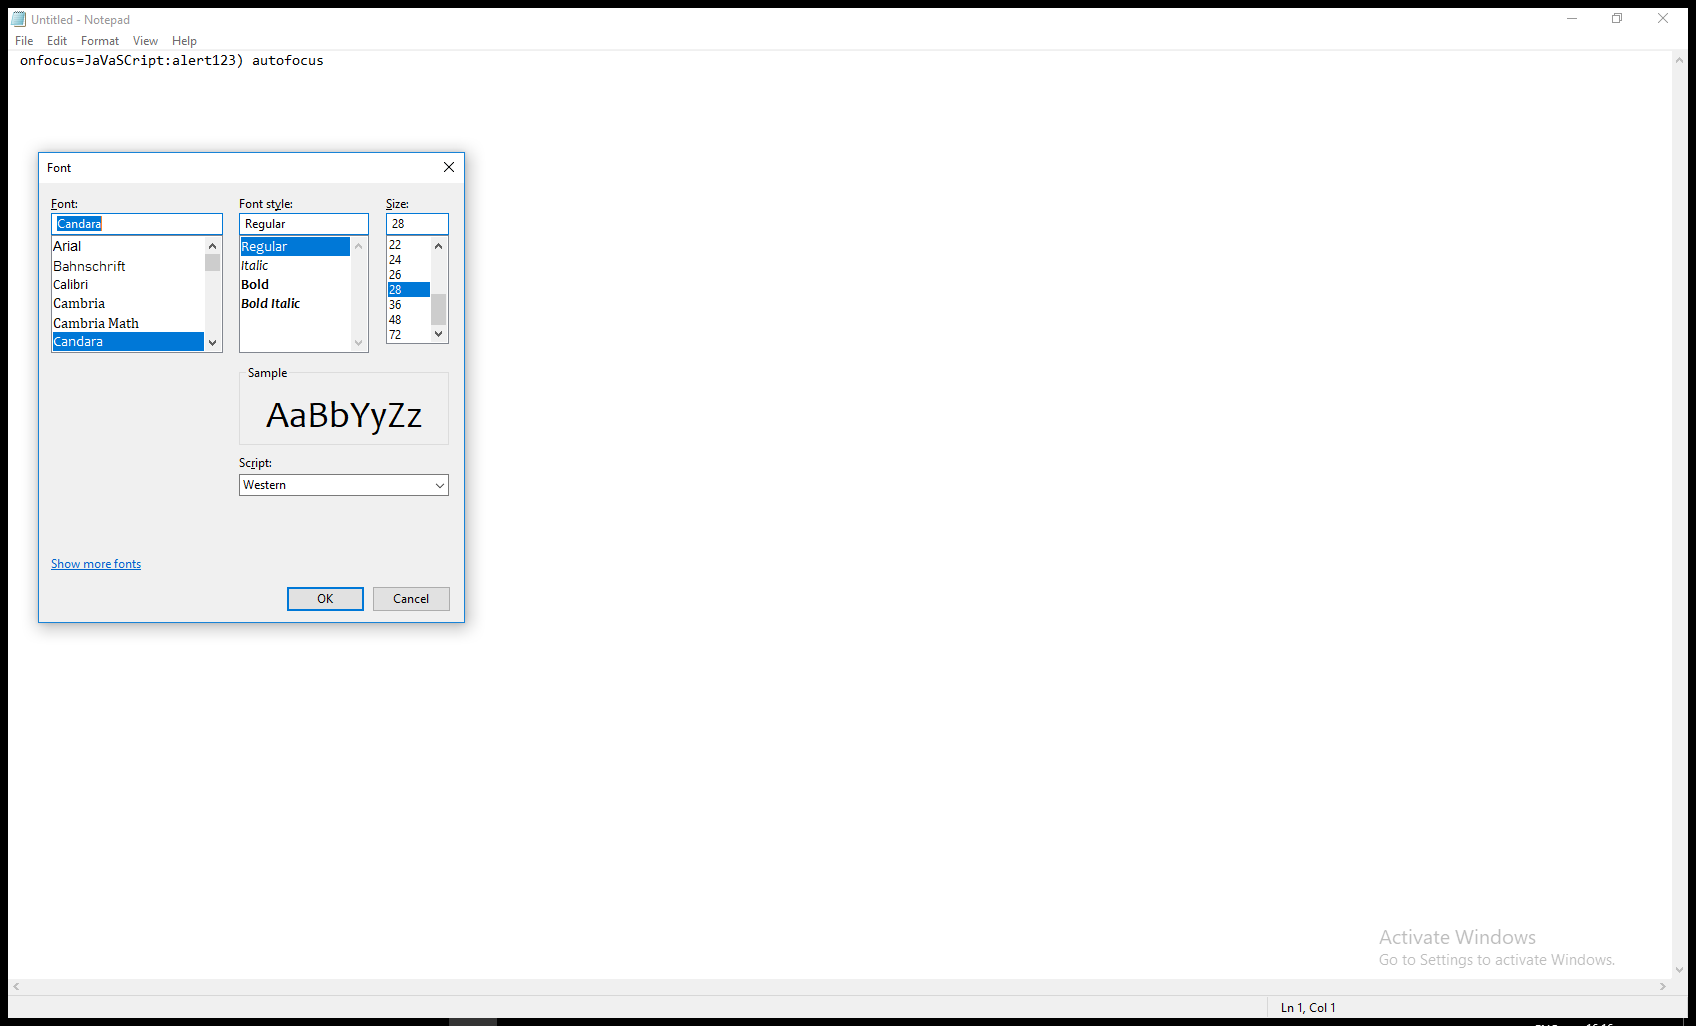 Untitled - Notepad
File Edit Format View Help
onfocus=JaVaSCript:alert123) autofocus
Font
Font: Font style: Size:
Candara Regular 28
Arial
Bahnschrift
Calibri
Cambria
Cambria Math
Candara
Regular
Italic
Bold
Bold Italic
22
24
26
28
36
48
72
Sample
AaBbYyZz
Script:
Western
Show more fonts
OK Cancel
Activate Windows
Go to Settings to activate Windows.
Ln 1, Col 1